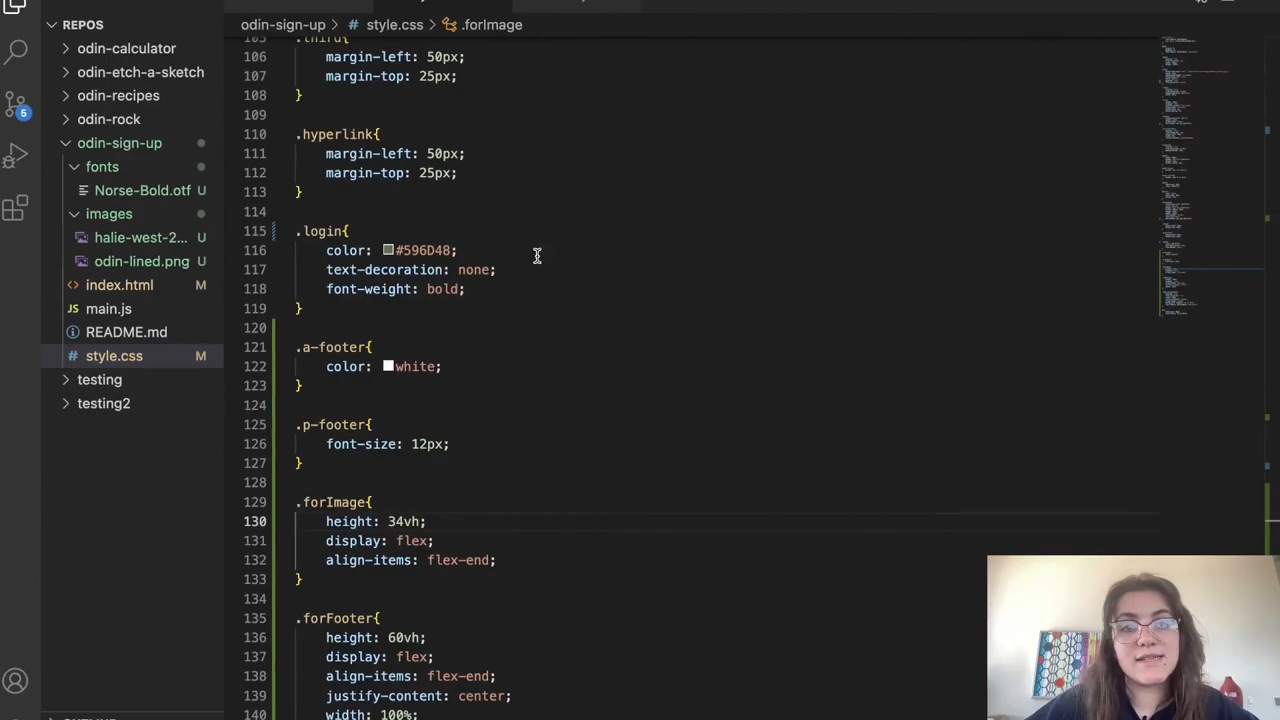 odin-sign-up > style.css > .forImage
REPOS
odin-calculator
odin-etch-a-sketch
odin-recipes
odin-rock
odin-sign-up
fonts
Norse-Bold.otf U
images
halie-west-2... U
odin-lined.png U
index.html M
main.js
README.md
style.css M
testing
testing2
5
105 .third{
106 margin-left: 50px;
107 margin-top: 25px;
108 }
109
110 .hyperlink{
111 margin-left: 50px;
112 margin-top: 25px;
113 }
114
115 .login{
116 color: #596D48;
117 text-decoration: none;
118 font-weight: bold;
119 }
120
121 .a-footer{
122 color: white;
123 }
124
125 .p-footer{
126 font-size: 12px;
127 }
128
129 .forImage{
130 height: 34vh;
131 display: flex;
132 align-items: flex-end;
133 }
134
135 .forFooter{
136 height: 60vh;
137 display: flex;
138 align-items: flex-end;
139 justify-content: center;
140 width: 100%;